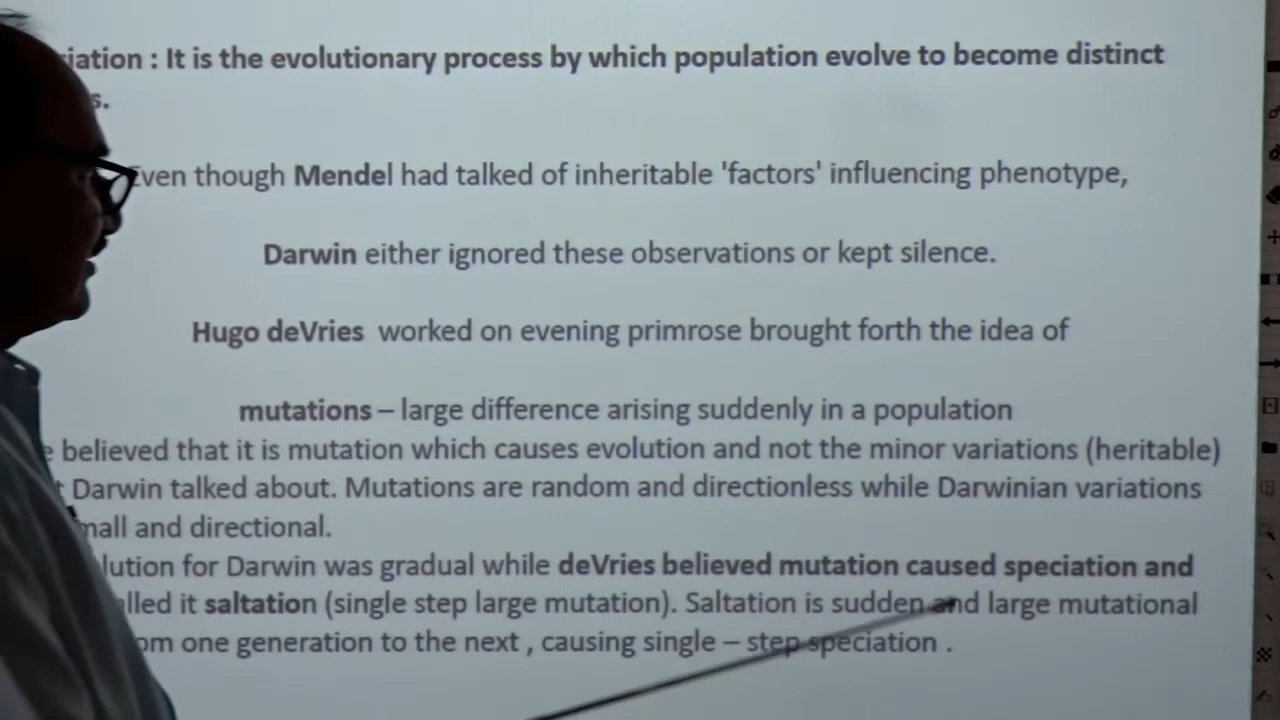 iation : It is the evolutionary process by which population evolve to become distinct
s.
Even though Mendel had talked of inheritable 'factors' influencing phenotype,
Darwin either ignored these observations or kept silence.
Hugo deVries worked on evening primrose brought forth the idea of
mutations – large difference arising suddenly in a population
e believed that it is mutation which causes evolution and not the minor variations (heritable)
t Darwin talked about. Mutations are random and directionless while Darwinian variations
mall and directional.
lution for Darwin was gradual while deVries believed mutation caused speciation and
lled it saltation (single step large mutation). Saltation is sudden and large mutational
om one generation to the next , causing single – step speciation .